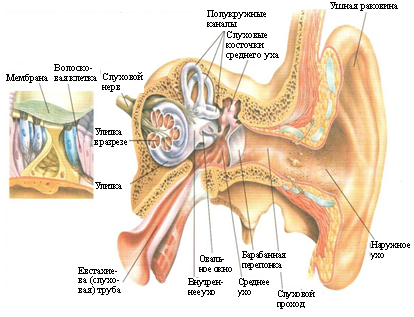 Полукружные
каналы
Ушная раковина
Слуховые
косточки
среднего уха
Волоско-
вая клетка
Мембрана
Слуховой
нерв
Улитка
в разрезе
Улитка
Евстахие-
ва (слухо-
вая) труба
Оваль-
ное окно
Внутрен-
нее ухо
Барабанная
перепонка
Среднее
ухо
Слуховой
проход
Наружное
ухо